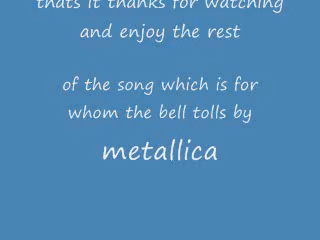 thats it thanks for watching
and enjoy the rest
of the song which is for
whom the bell tolls by
metallica